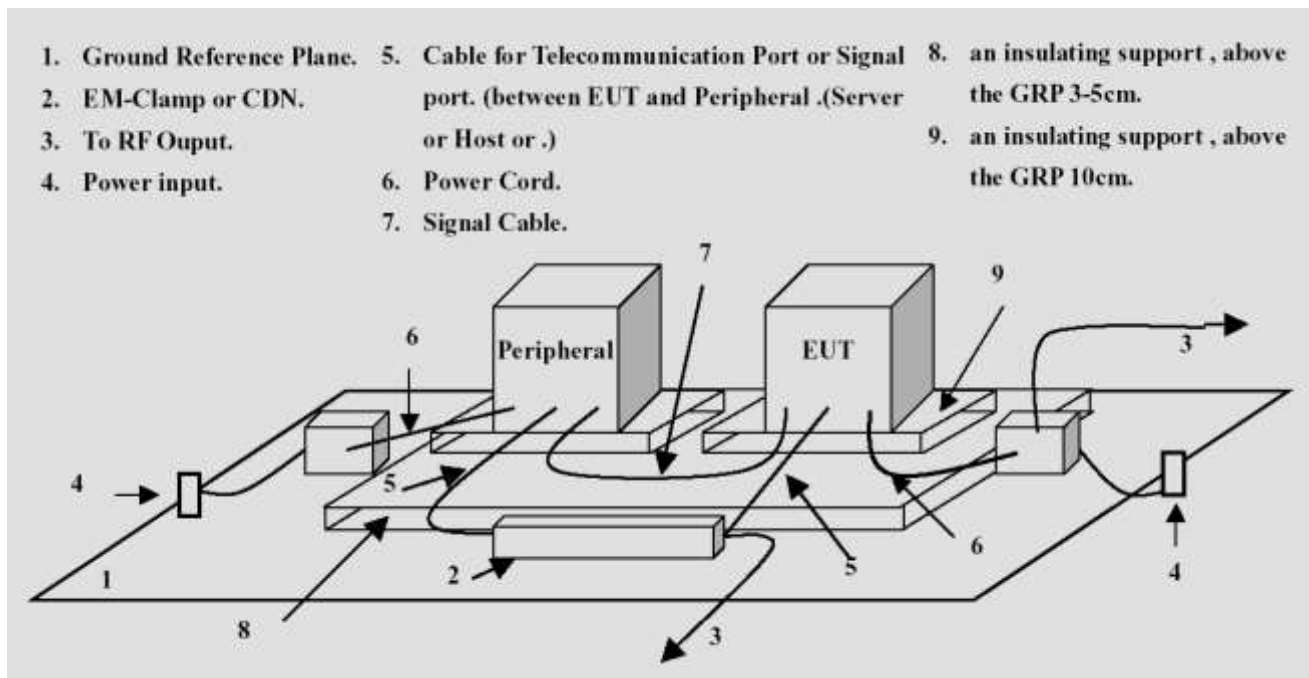 1. Ground Reference Plane.
2. EM-Clamp or CDN.
3. To RF Ouput.
4. Power input.
5. Cable for Telecommunication Port or Signal
port. (between EUT and Peripheral .(Server
or Host or .)
6. Power Cord.
7. Signal Cable.
8. an insulating support , above
the GRP 3-5cm.
9. an insulating support , above
the GRP 10cm.
7
9
6
Peripheral
EUT
3
4
5
1
2
5
6
4
8
3